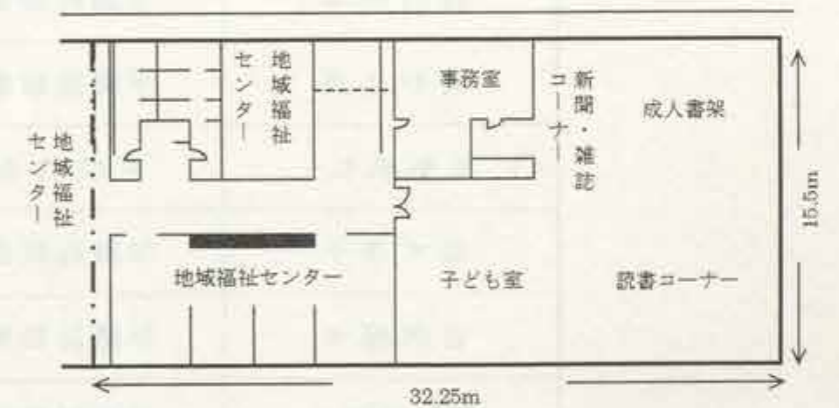 地域福祉
センター
地域福祉
センター
事務室
新聞・雑誌
コーナー
成人書架
15.5m
地域福祉センター
子ども室
読書コーナー
32.25m